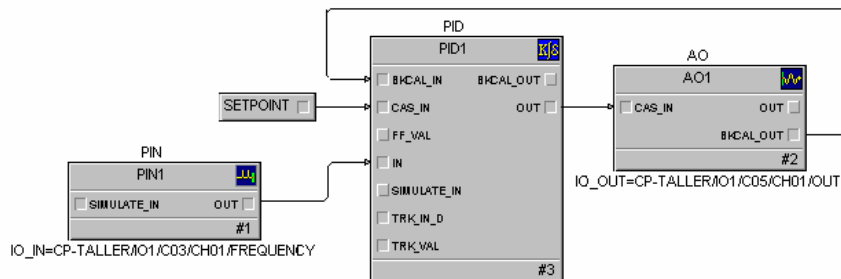 PID
PID1
K∫δ
BKCAL_IN BKCAL_OUT
CAS_IN OUT
FF_VAL
IN
SIMULATE_IN
TRK_IN_D
TRK_VAL
#3
SETPOINT
PIN
PIN1
SIMULATE_IN OUT
#1
IO_IN=CP-TALLER/IO1/C03/CH01/FREQUENCY
AO
AO1
CAS_IN OUT
BKCAL_OUT
#2
IO_OUT=CP-TALLER/IO1/C05/CH01/OUT